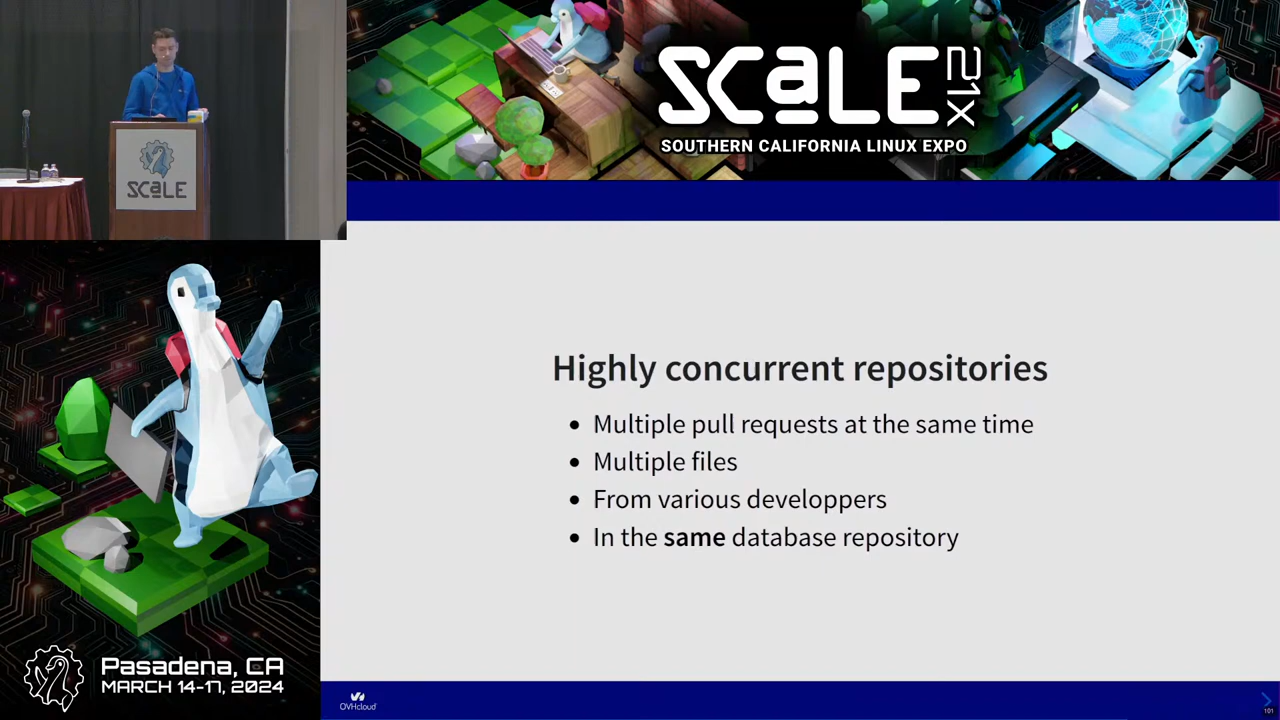 SCaLE 21x
SOUTHERN CALIFORNIA LINUX EXPO
SCaLE
Highly concurrent repositories
• Multiple pull requests at the same time
• Multiple files
• From various developpers
• In the same database repository
Pasadena, CA
MARCH 14-17, 2024
OVHcloud
101